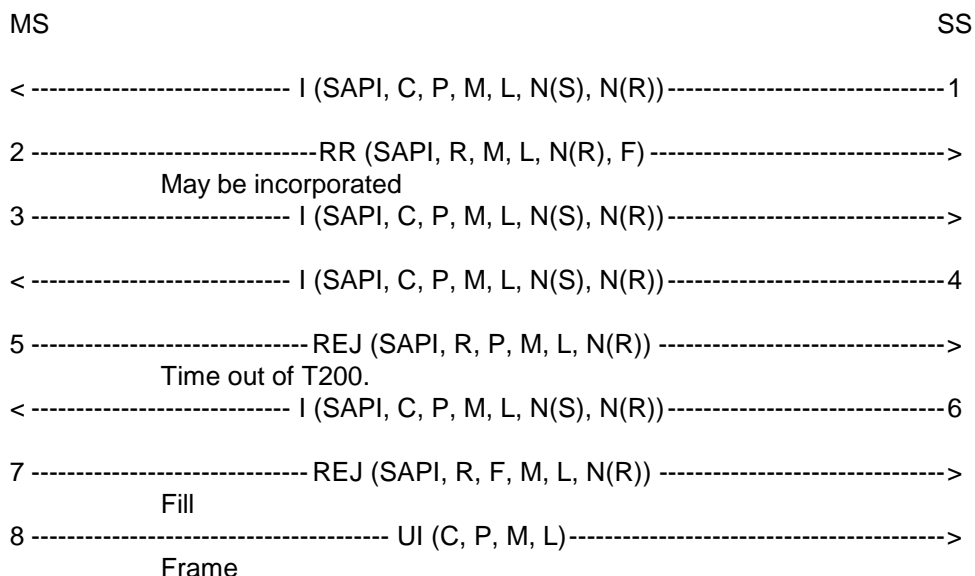 MS SS
< ----------------------------- I (SAPI, C, P, M, L, N(S), N(R))-------------------------------1
2 --------------------------------RR (SAPI, R, M, L, N(R), F) --------------------------------->
May be incorporated
3 ----------------------------- I (SAPI, C, P, M, L, N(S), N(R))------------------------------->
< ----------------------------- I (SAPI, C, P, M, L, N(S), N(R))-------------------------------4
5 -------------------------------REJ (SAPI, R, P, M, L, N(R)) -------------------------------->
Time out of T200.
< ----------------------------- I (SAPI, C, P, M, L, N(S), N(R))-------------------------------6
7 -------------------------------REJ (SAPI, R, F, M, L, N(R)) -------------------------------->
Fill
8 ---------------------------------------- UI (C, P, M, L)------------------------------------------>
Frame